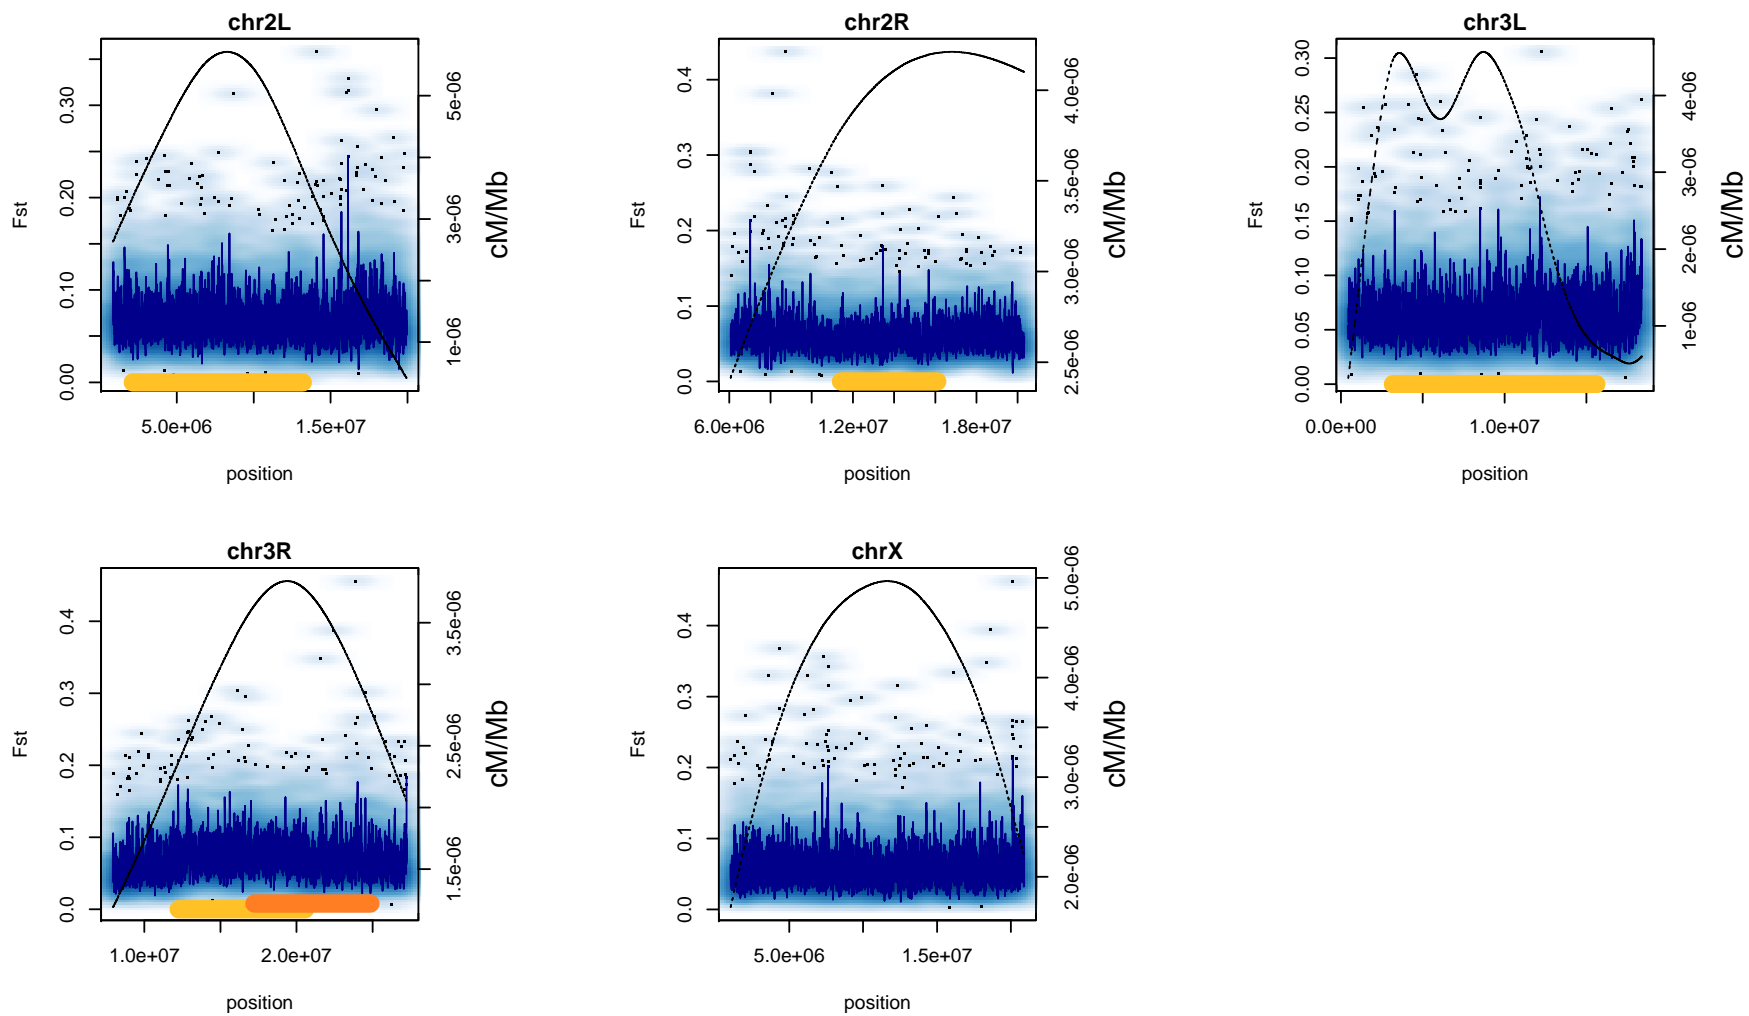 chr2L
Fst
0.00
0.10
0.20
0.30
1e-06
3e-06
5e-06
cM/Mb
5.0e+06
1.5e+07
position
chr2R
Fst
0.0
0.1
0.2
0.3
0.4
2.5e-06
3.0e-06
3.5e-06
4.0e-06
cM/Mb
6.0e+06
1.2e+07
1.8e+07
position
chr3L
Fst
0.00
0.05
0.10
0.15
0.20
0.25
0.30
1e-06
2e-06
3e-06
4e-06
cM/Mb
0.0e+00
1.0e+07
position
chr3R
Fst
0.0
0.1
0.2
0.3
0.4
1.5e-06
2.5e-06
3.5e-06
cM/Mb
1.0e+07
2.0e+07
position
chrX
Fst
0.0
0.1
0.2
0.3
0.4
2.0e-06
3.0e-06
4.0e-06
5.0e-06
cM/Mb
5.0e+06
1.5e+07
position